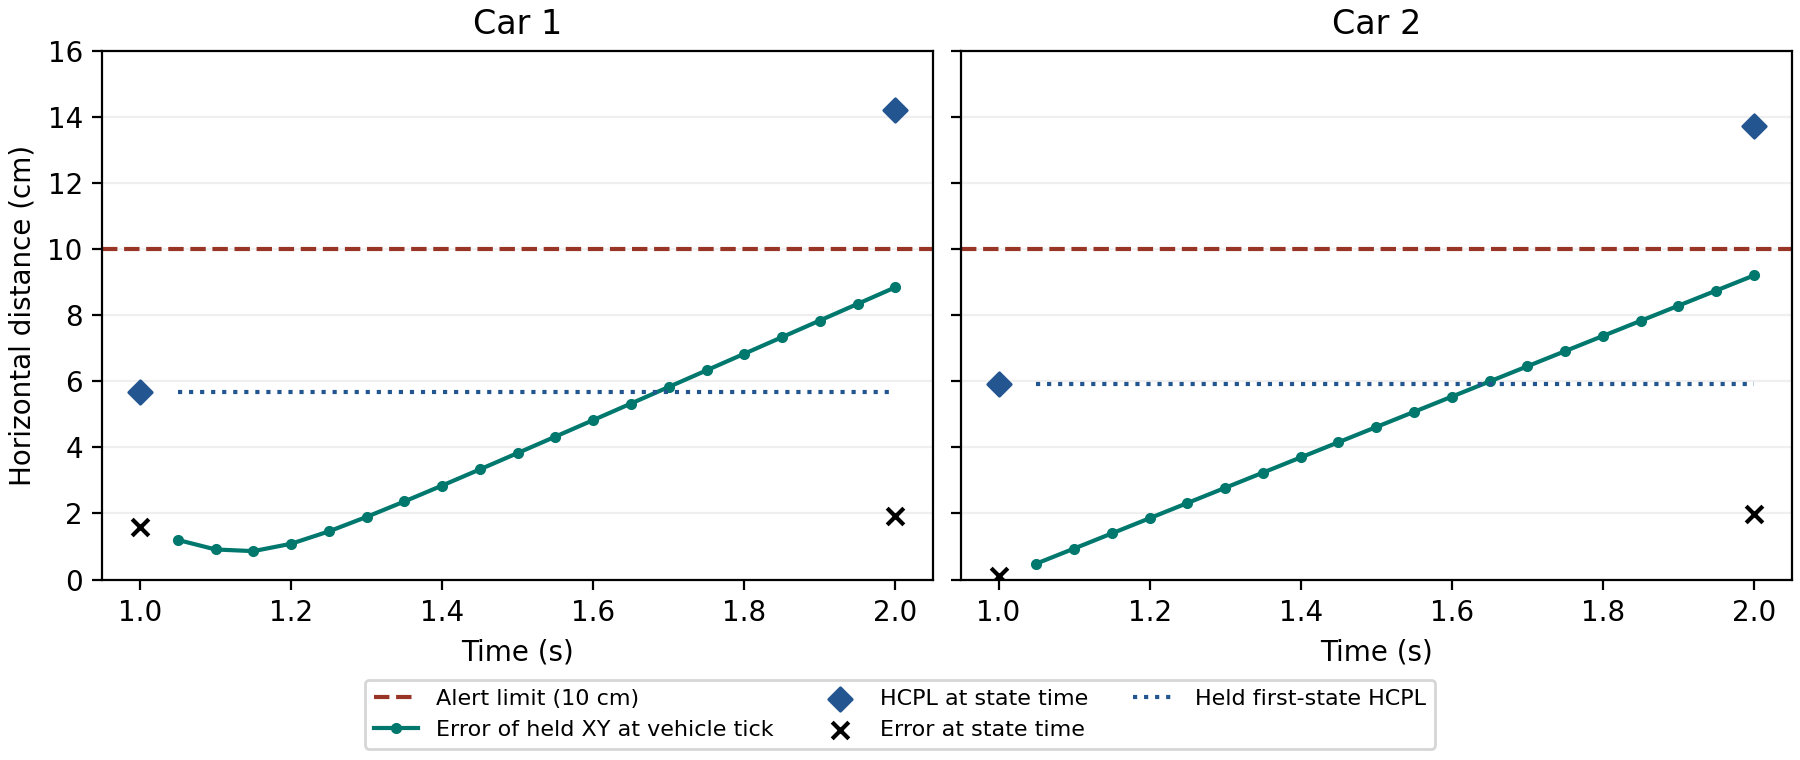 Car 1
Car 2
Horizontal distance (cm)
16
14
12
10
8
6
4
2
0
1.0 1.2 1.4 1.6 1.8 2.0
1.0 1.2 1.4 1.6 1.8 2.0
Time (s)
Time (s)
Alert limit (10 cm)
Error of held XY at vehicle tick
HCPL at state time
Error at state time
Held first-state HCPL